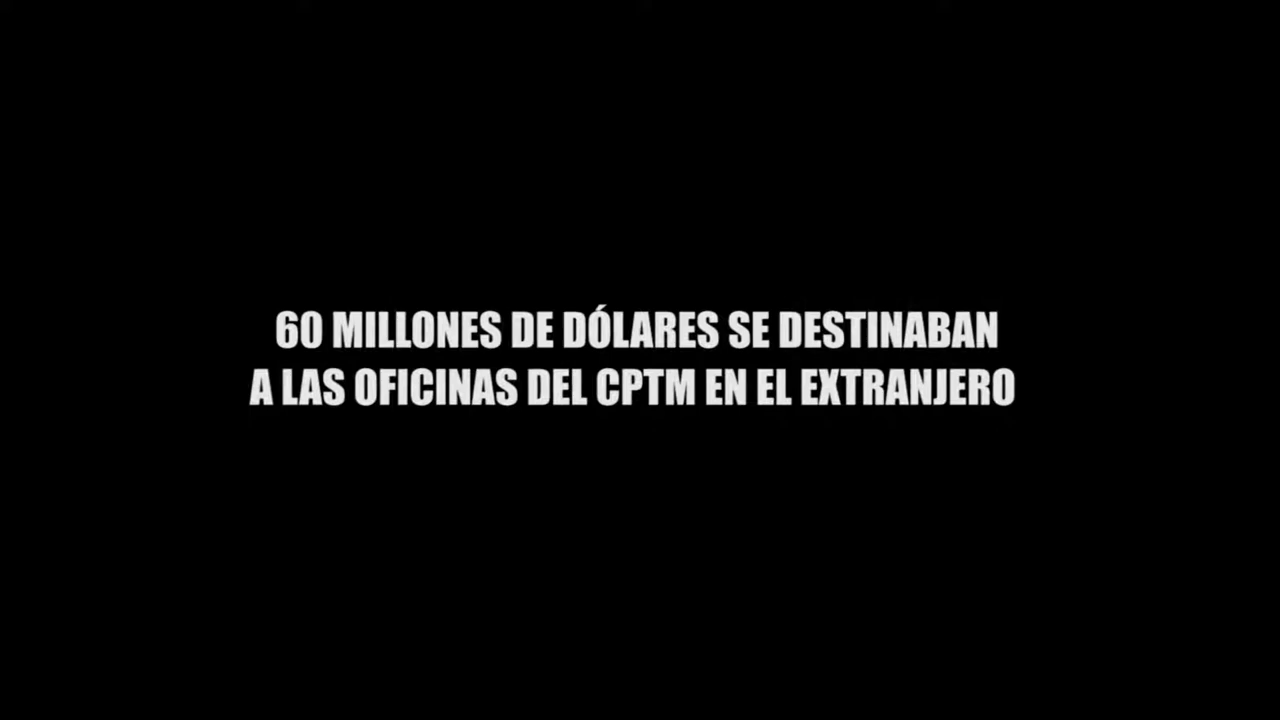 60 MILLONES DE DÓLARES SE DESTINABAN
A LAS OFICINAS DEL CPTM EN EL EXTRANJERO